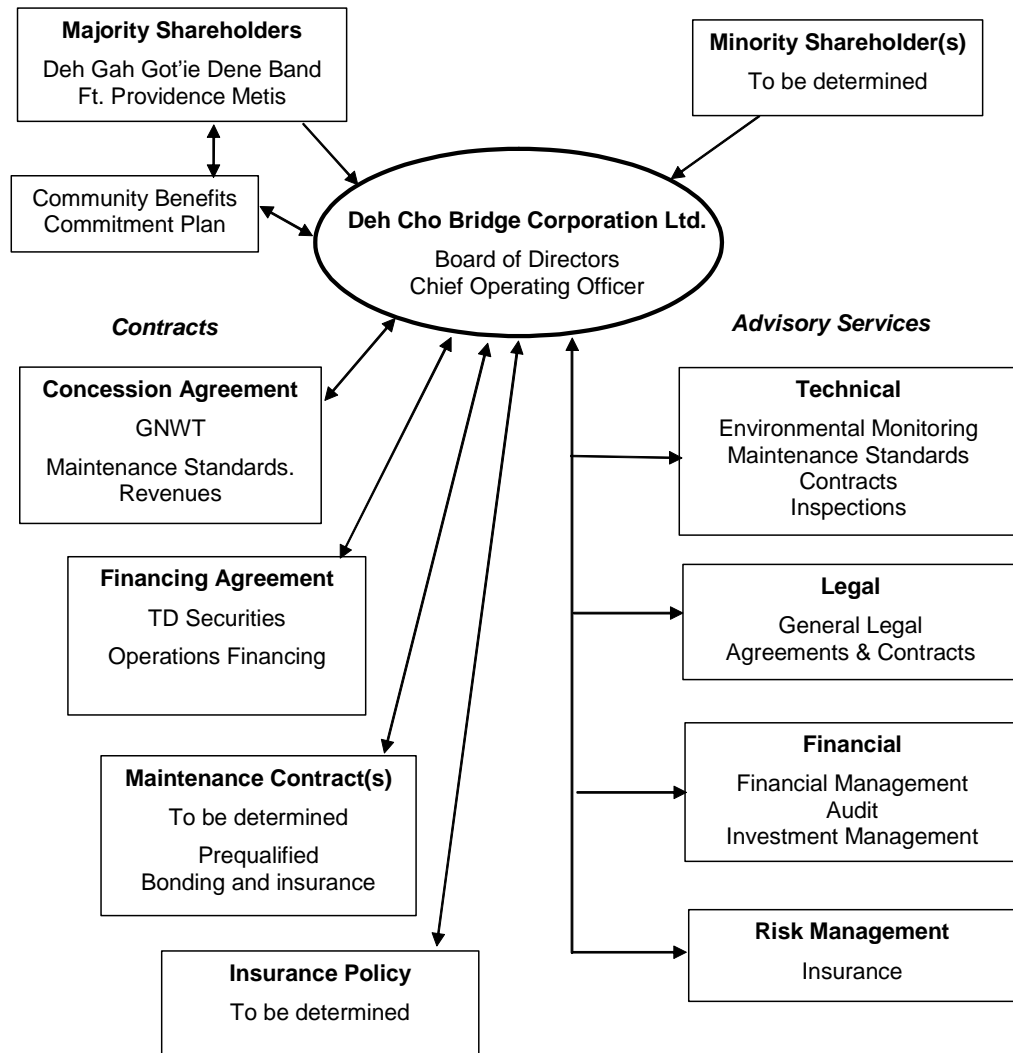 Majority Shareholders
Deh Gah Got'ie Dene Band
Ft. Providence Metis
Minority Shareholder(s)
To be determined
Community Benefits
Commitment Plan
Deh Cho Bridge Corporation Ltd.
Board of Directors
Chief Operating Officer
Contracts
Concession Agreement
GNWT
Maintenance Standards.
Revenues
Financing Agreement
TD Securities
Operations Financing
Maintenance Contract(s)
To be determined
Prequalified
Bonding and insurance
Insurance Policy
To be determined
Advisory Services
Technical
Environmental Monitoring
Maintenance Standards
Contracts
Inspections
Legal
General Legal
Agreements & Contracts
Financial
Financial Management
Audit
Investment Management
Risk Management
Insurance